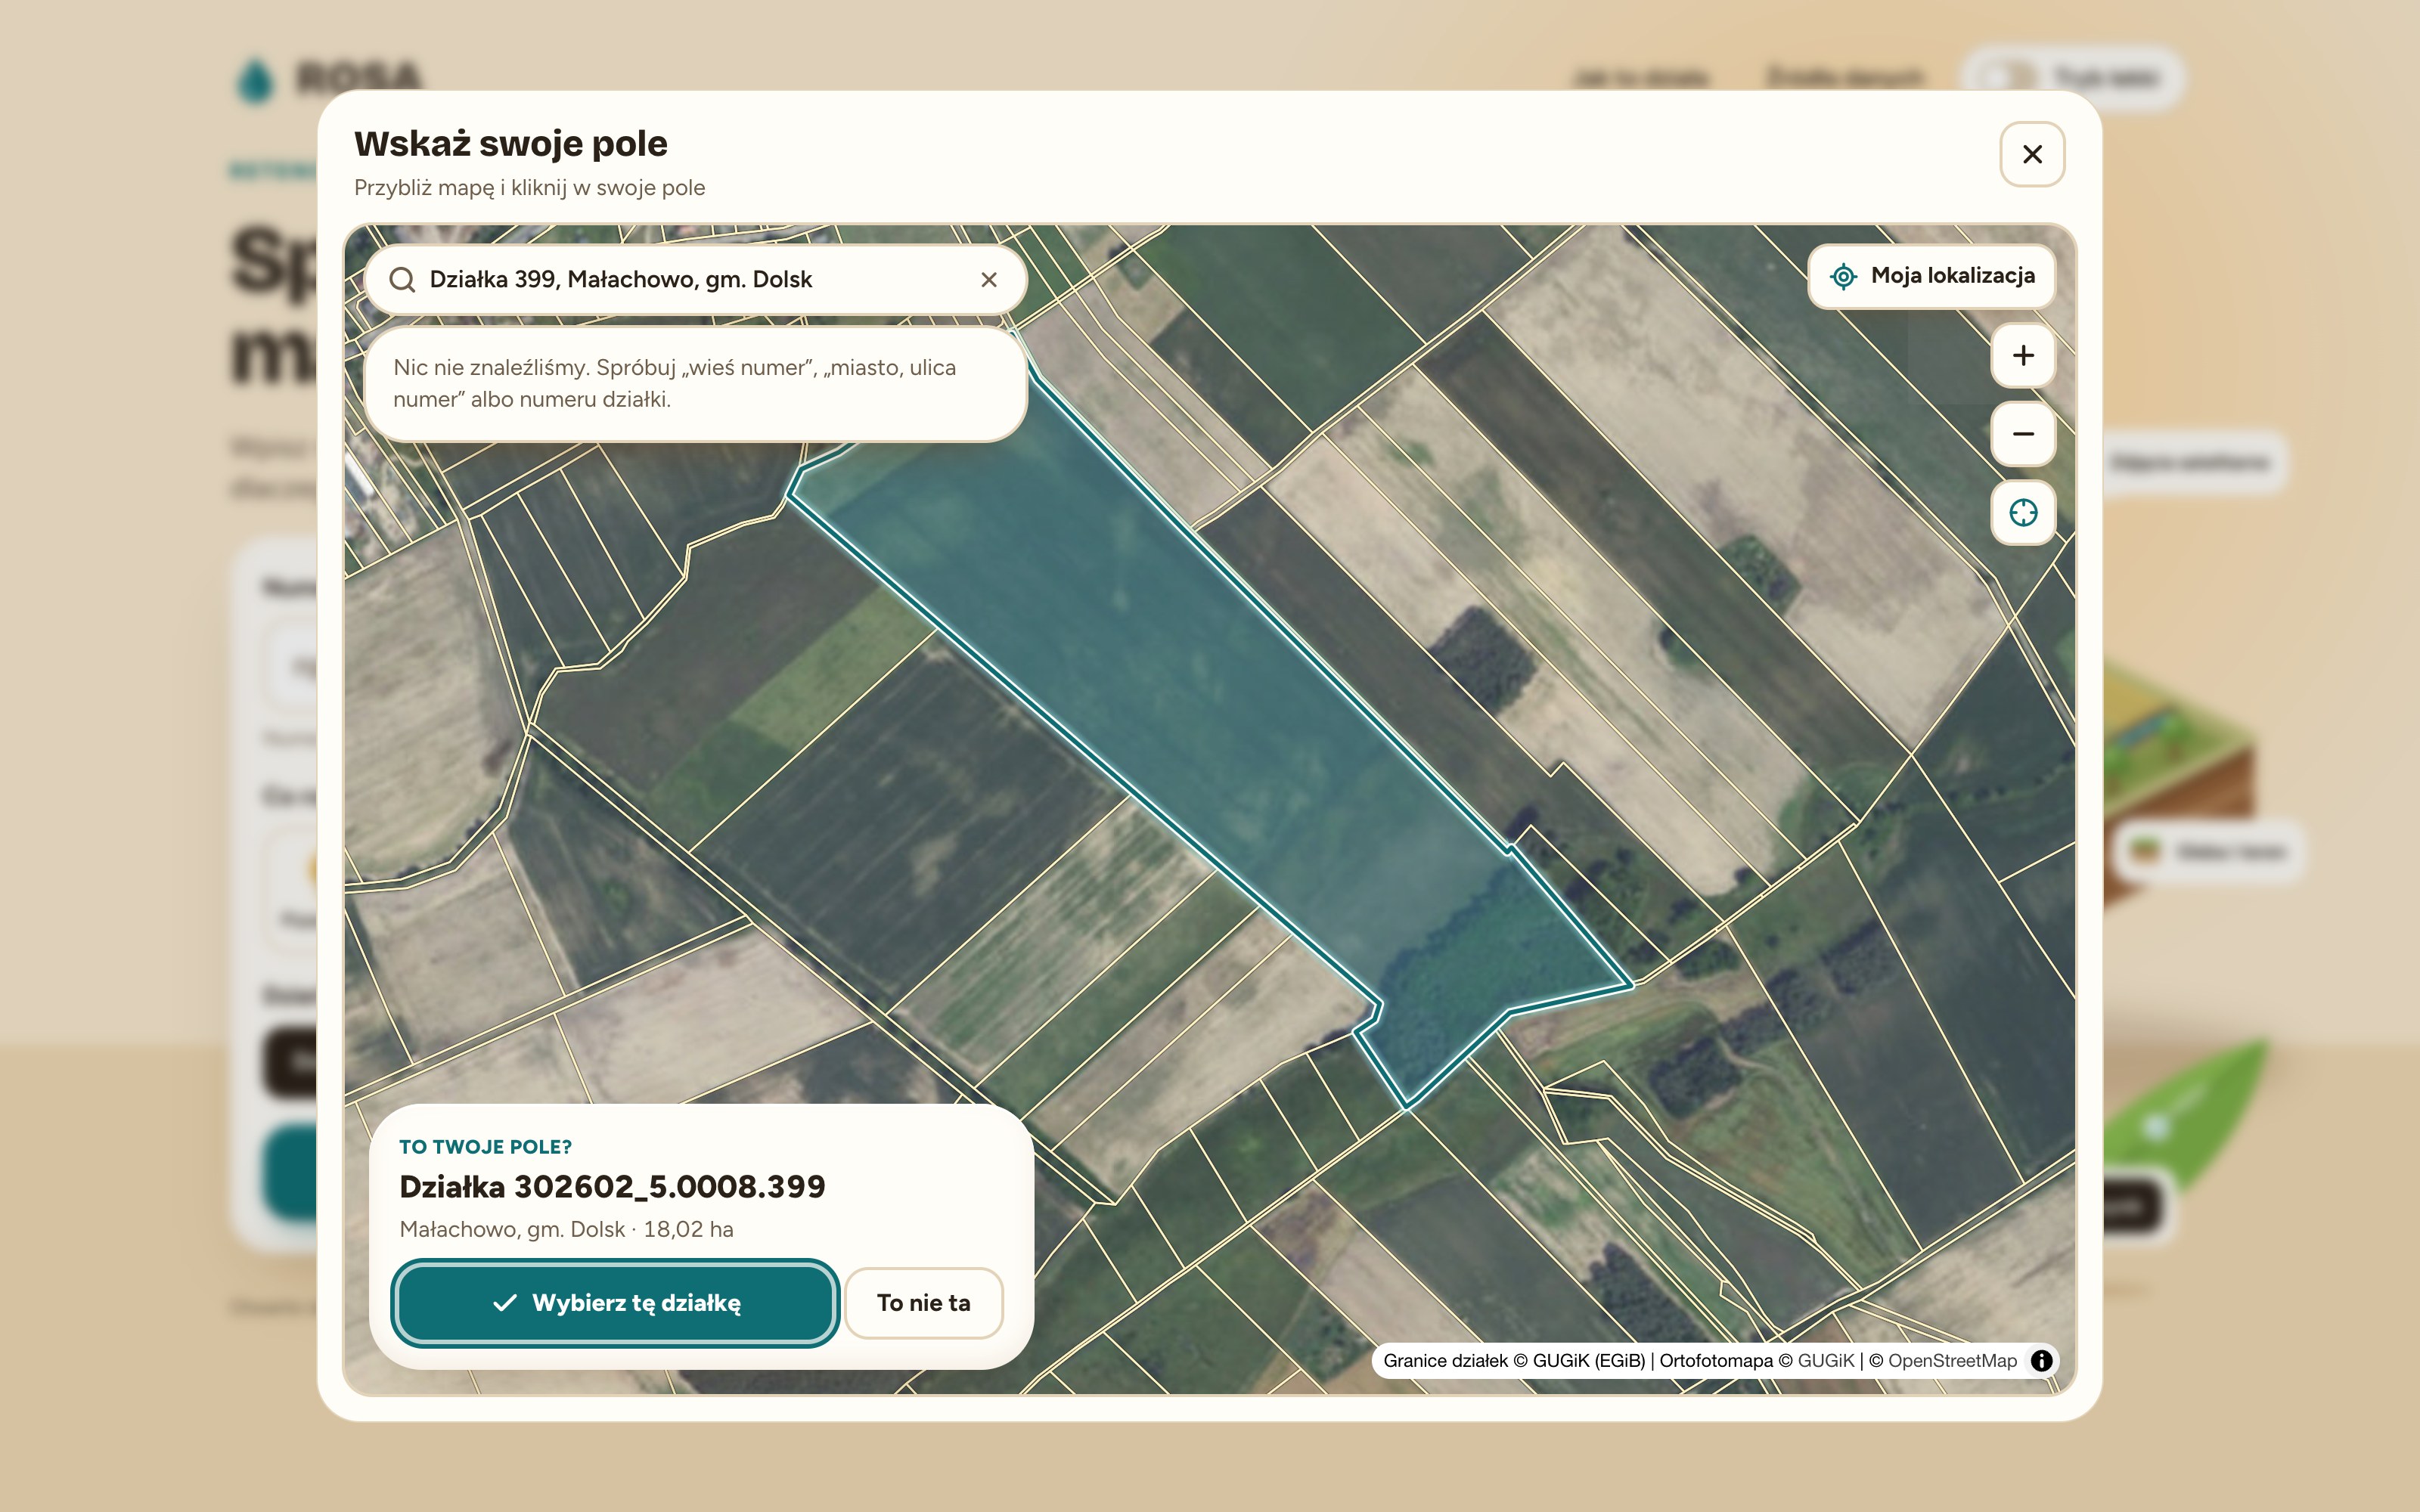 ROSA
Wskaż swoje pole
Przybliż mapę i kliknij w swoje pole
Działka 399, Małachowo, gm. Dolsk
Moja lokalizacja
Nic nie znaleźliśmy. Spróbuj „wieś numer”, „miasto, ulica
numer” albo numeru działki.
TO TWOJE POLE?
Działka 302602_5.0008.399
Małachowo, gm. Dolsk · 18,02 ha
Wybierz tę działkę
To nie ta
Granice działek © GUGiK (EGiB) | Ortofotomapa © GUGiK | © OpenStreetMap